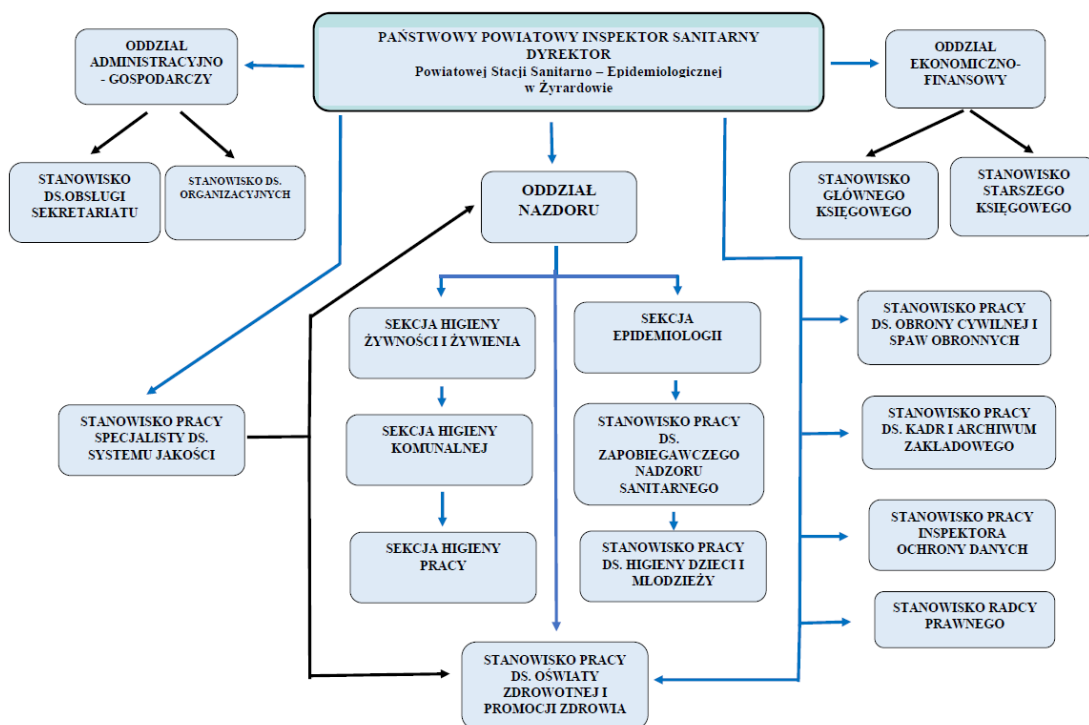 PAŃSTWOWY POWIATOWY INSPEKTOR SANITARNY
DYREKTOR
Powiatowej Stacji Sanitarno – Epidemiologicznej
w Żyrardowie
ODDZIAŁ
ADMINISTRACYJNO
- GOSPODARCZY
ODDZIAŁ
EKONOMICZNO-
FINANSOWY
STANOWISKO
DS.OBSŁUGI
SEKRETARIATU
STANOWISKO DS.
ORGANIZACYJNYCH
ODDZIAŁ
NAZDORU
STANOWISKO
GŁÓWNEGO
KSIĘGOWEGO
STANOWISKO
STARSZEGO
KSIĘGOWEGO
SEKCJA HIGIENY
ŻYWNOŚCI I ŻYWIENIA
SEKCJA
EPIDEMIOLOGII
STANOWISKO PRACY
DS. OBRONY CYWILNEJ I
SPAW OBRONNYCH
STANOWISKO PRACY
SPECJALISTY DS.
SYSTEMU JAKOŚCI
SEKCJA HIGIENY
KOMUNALNEJ
STANOWISKO PRACY
DS.
ZAPOBIEGAWCZEGO
NADZORU
SANITARNEGO
STANOWISKO PRACY
DS. KADR I ARCHIWUM
ZAKŁADOWEGO
SEKCJA HIGIENY
PRACY
STANOWISKO PRACY
DS. HIGIENY DZIECI I
MŁODZIEŻY
STANOWISKO PRACY
INSPEKTORA
OCHRONY DANYCH
STANOWISKO RADCY
PRAWNEGO
STANOWISKO PRACY
DS. OŚWIATY
ZDROWOTNEJ I
PROMOCJI ZDROWIA